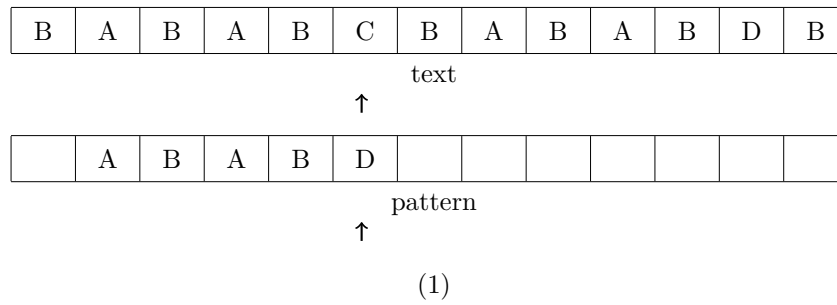 B A B A B C B A B A B D B
text
↑
A B A B D
pattern
↑
(1)